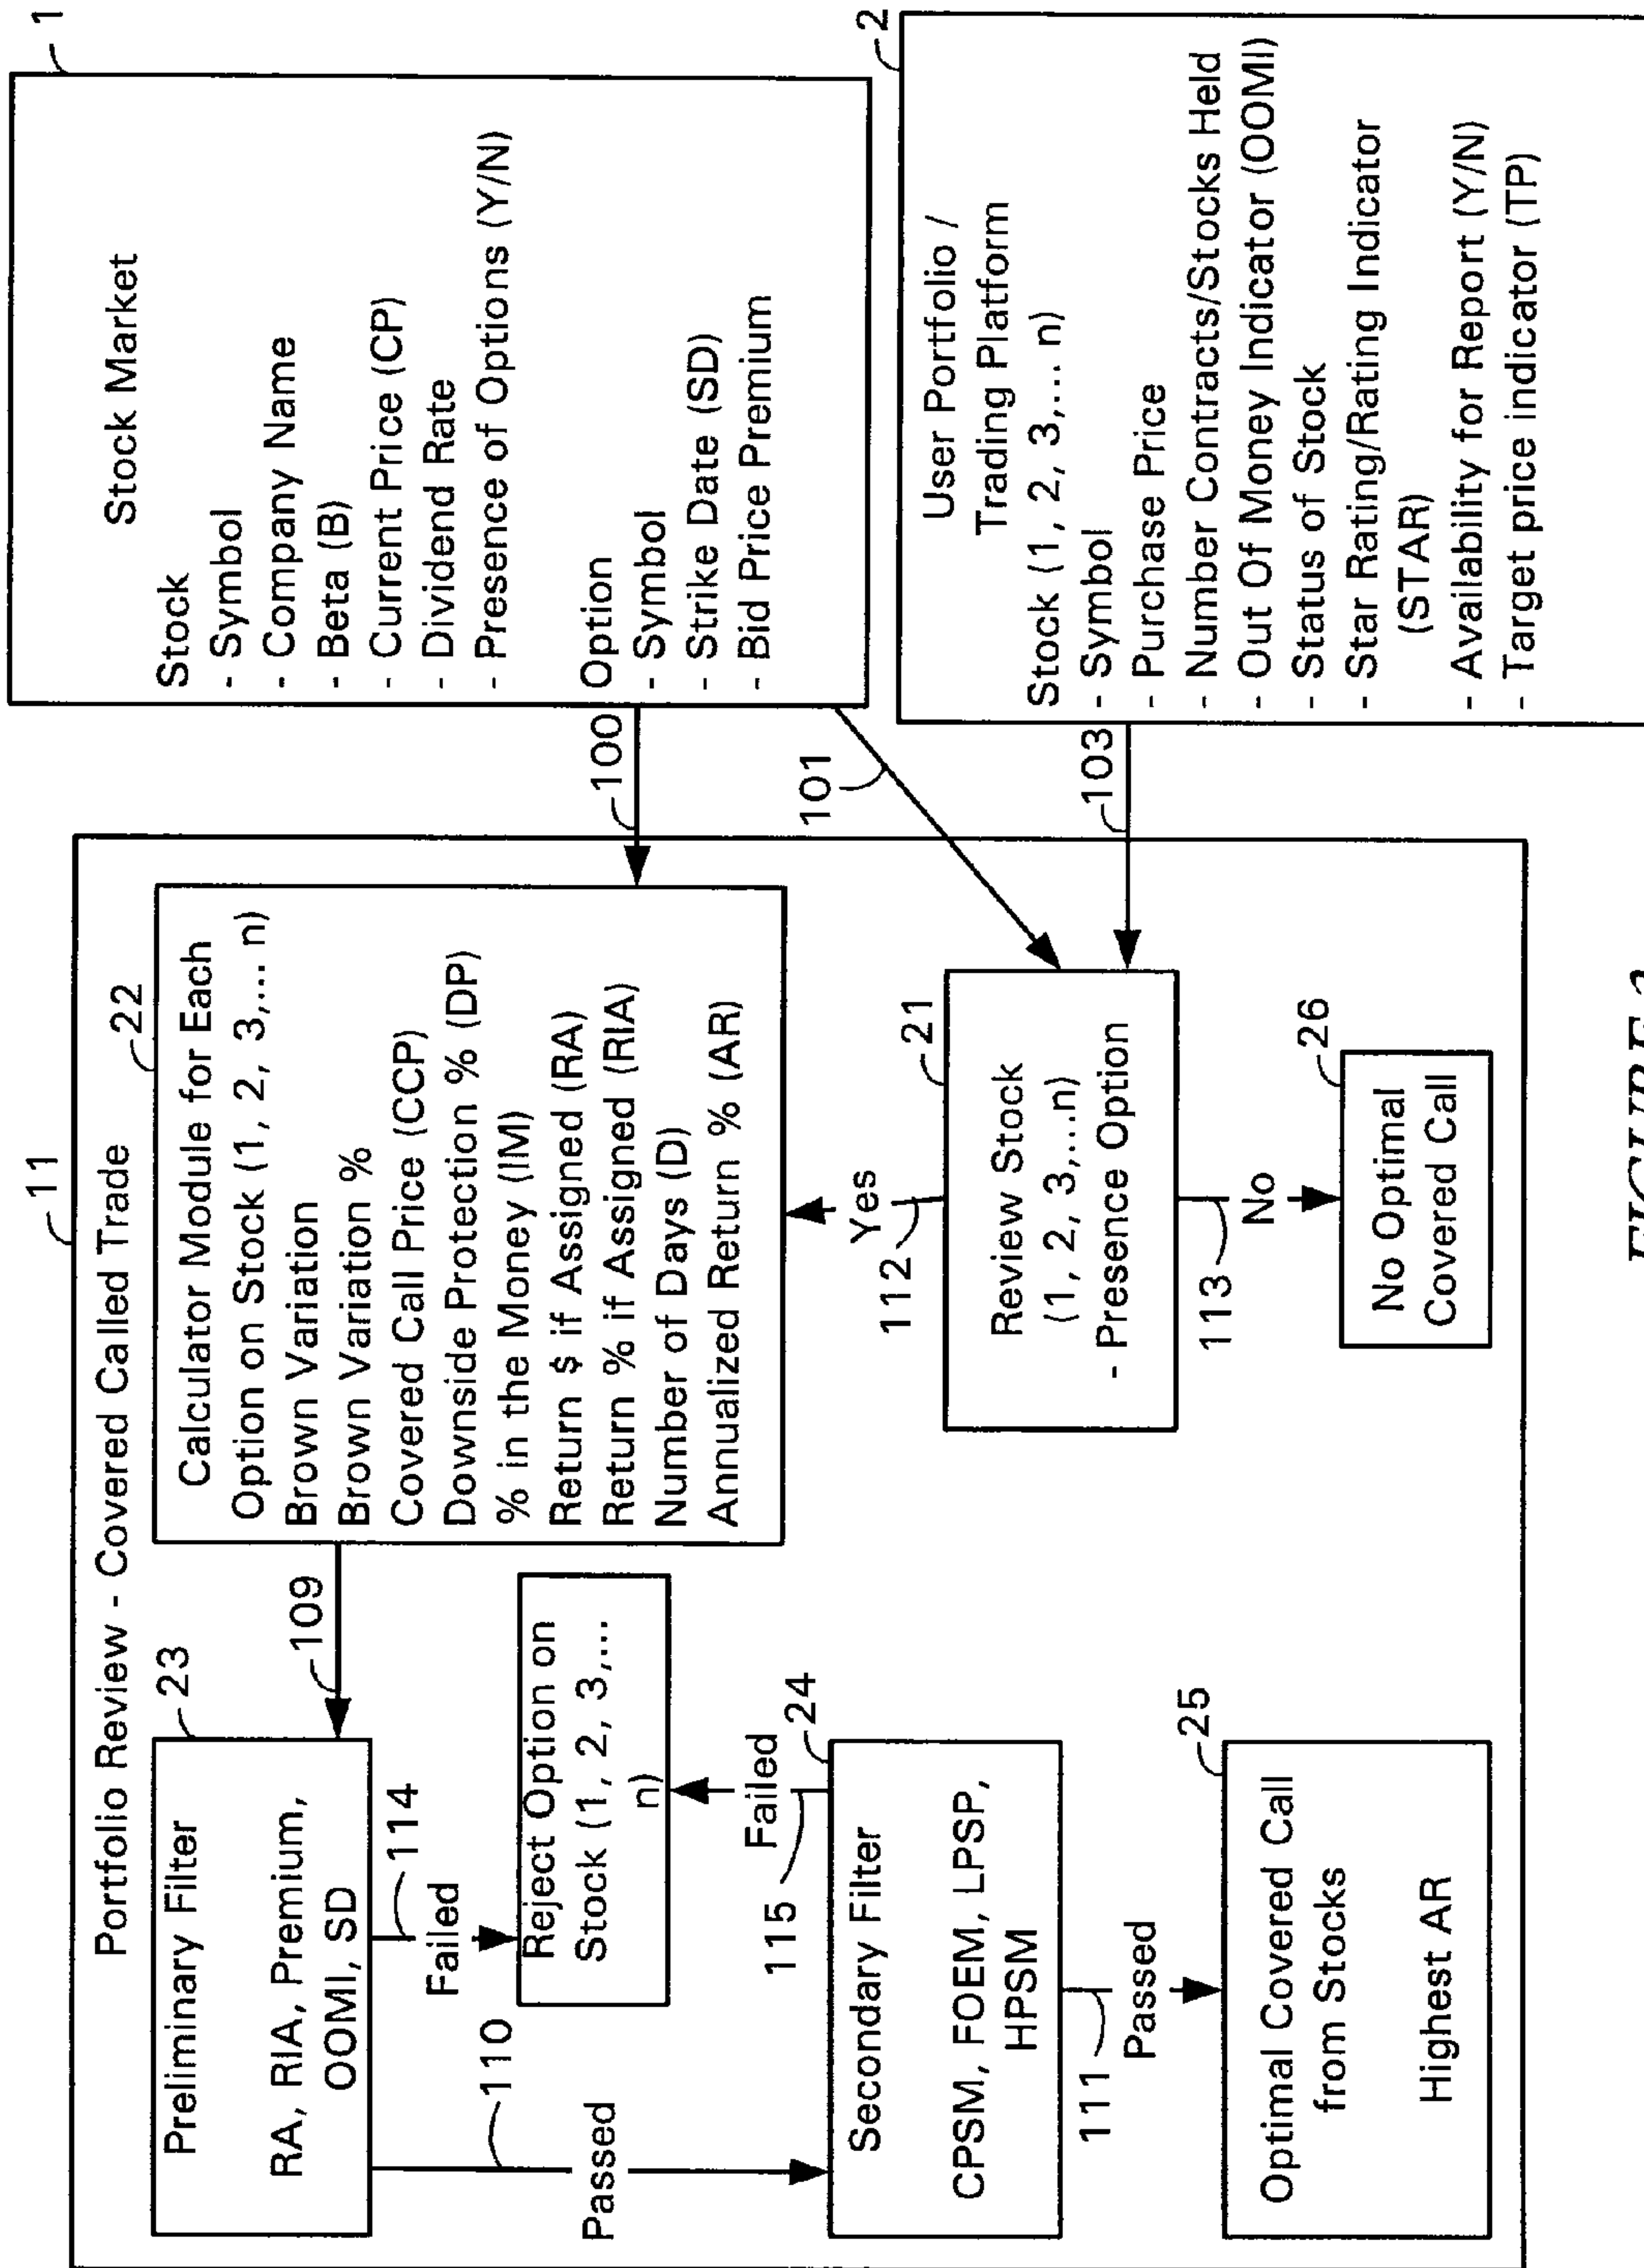 11
Portfolio Review - Covered Called Trade
23
Preliminary Filter
RA, RIA, Premium,
OOMI, SD
109
22
Calculator Module for Each
Option on Stock (1, 2, 3,... n)
Brown Variation
Brown Variation %
Covered Call Price (CCP)
Downside Protection % (DP)
% in the Money (IM)
Return $ if Assigned (RA)
Return % if Assigned (RIA)
Number of Days (D)
Annualized Return % (AR)
100
1
Stock Market
Stock
- Symbol
- Company Name
- Beta (B)
- Current Price (CP)
- Dividend Rate
- Presence of Options (Y/N)
Option
- Symbol
- Strike Date (SD)
- Bid Price Premium
114
Failed
110
Passed
Reject Option on
Stock (1, 2, 3,...
n)
115
Failed
24
Secondary Filter
CPSM, FOEM, LPSP,
HPSM
111
Passed
25
Optimal Covered Call
from Stocks
Highest AR
112
Yes
21
Review Stock
(1, 2, 3,...n)
- Presence Option
113
No
26
No Optimal
Covered Call
101
103
2
User Portfolio /
Trading Platform
Stock (1, 2, 3,... n)
- Symbol
- Purchase Price
- Number Contracts/Stocks Held
- Out Of Money Indicator (OOMI)
- Status of Stock
- Star Rating/Rating Indicator
(STAR)
- Availability for Report (Y/N)
- Target price indicator (TP)
FIGURE